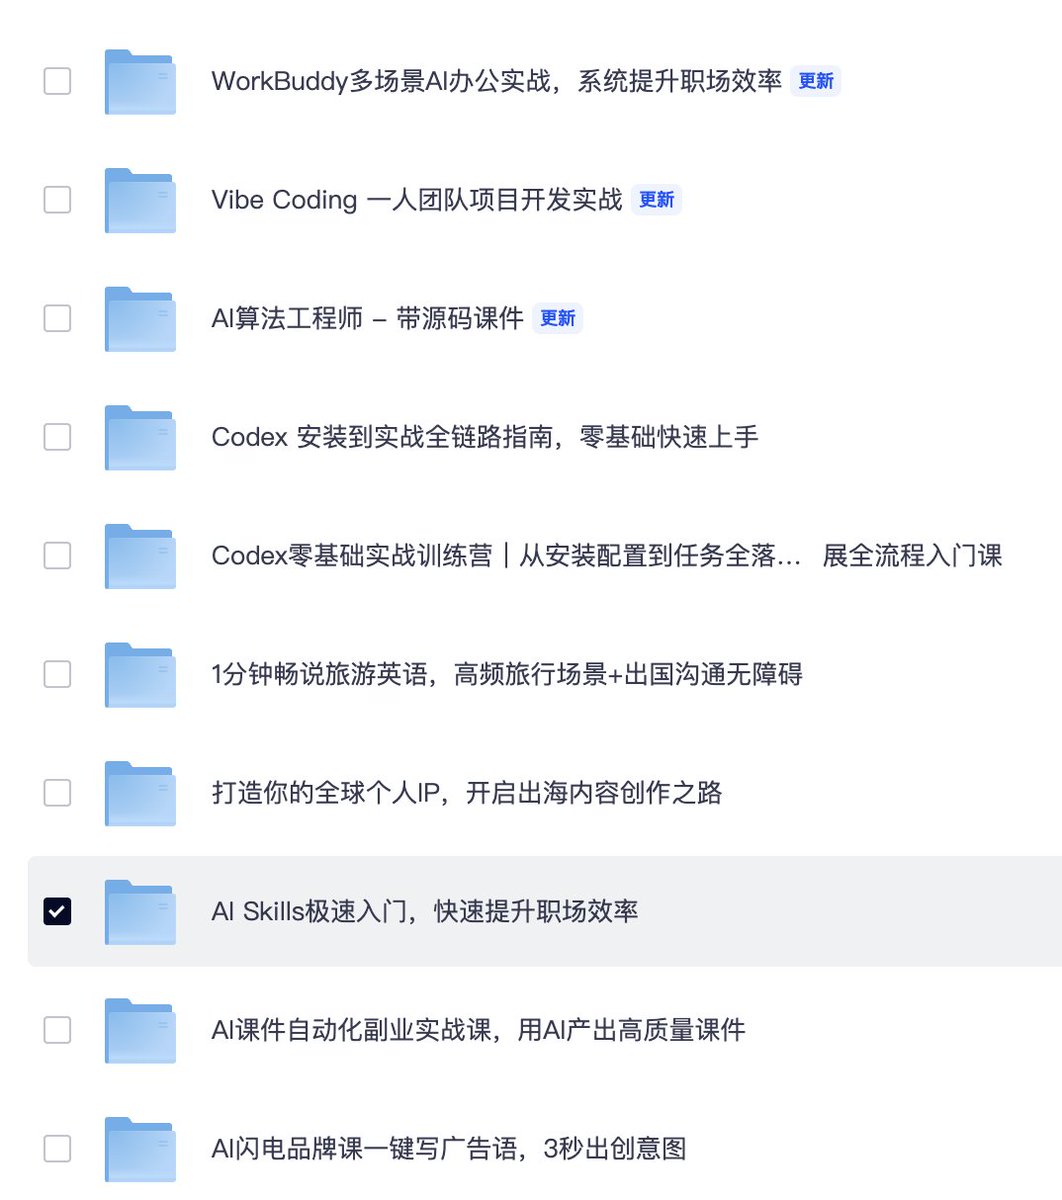 WorkBuddy多场景AI办公实战，系统提升职场效率 更新
Vibe Coding 一人团队项目开发实战 更新
AI算法工程师 – 带源码课件 更新
Codex 安装到实战全链路指南，零基础快速上手
Codex零基础实战训练营｜从安装配置到任务全落... 展全流程入门课
1分钟畅说旅游英语，高频旅行场景+出国沟通无障碍
打造你的全球个人IP，开启出海内容创作之路
AI Skills极速入门，快速提升职场效率
AI课件自动化副业实战课，用AI产出高质量课件
AI闪电品牌课一键写广告语，3秒出创意图